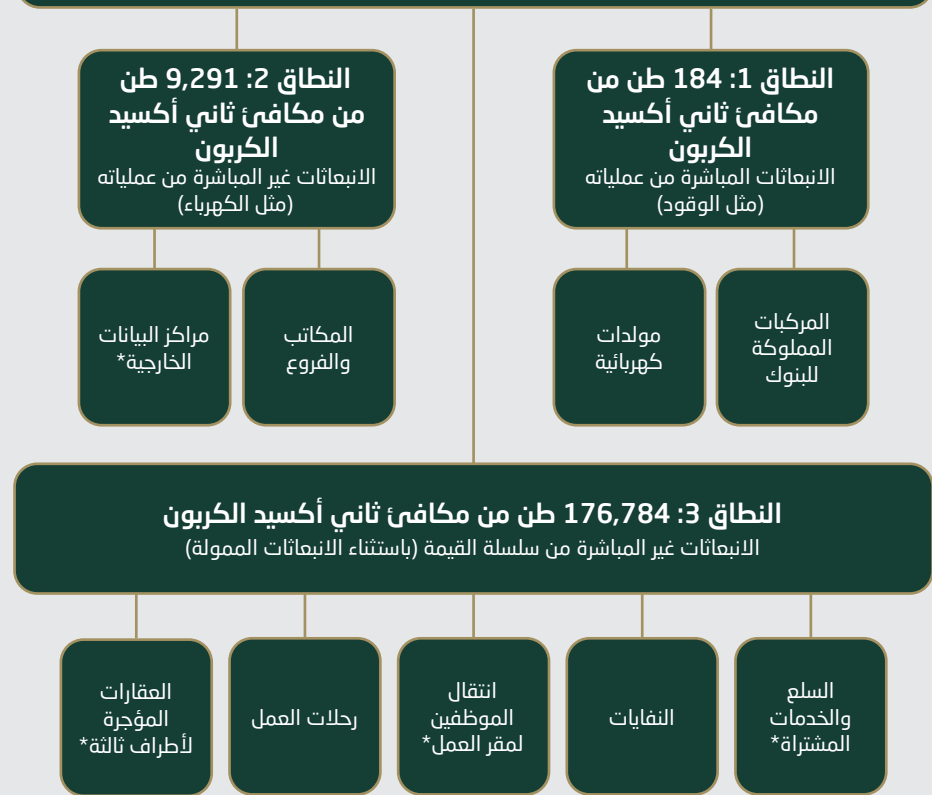 النطاق 1: 184 طن من
مكافئ ثاني أكسيد
الكربون
الانبعاثات المباشرة من عملياته
(مثل الوقود)
النطاق 2: 9,291 طن
من مكافئ ثاني أكسيد
الكربون
الانبعاثات غير المباشرة من عملياته
(مثل الكهرباء)
المركبات
المملوكة
للبنوك
مولدات
كهربائية
المكاتب
والفروع
مراكز البيانات
الخارجية*
النطاق 3: 176,784 طن من مكافئ ثاني أكسيد الكربون
الانبعاثات غير المباشرة من سلسلة القيمة (باستثناء الانبعاثات الممولة)
السلع
والخدمات
المشتراة*
النفايات
انتقال
الموظفين
لمقر العمل*
رحلات العمل
العقارات
المؤجرة
لأطراف ثالثة*